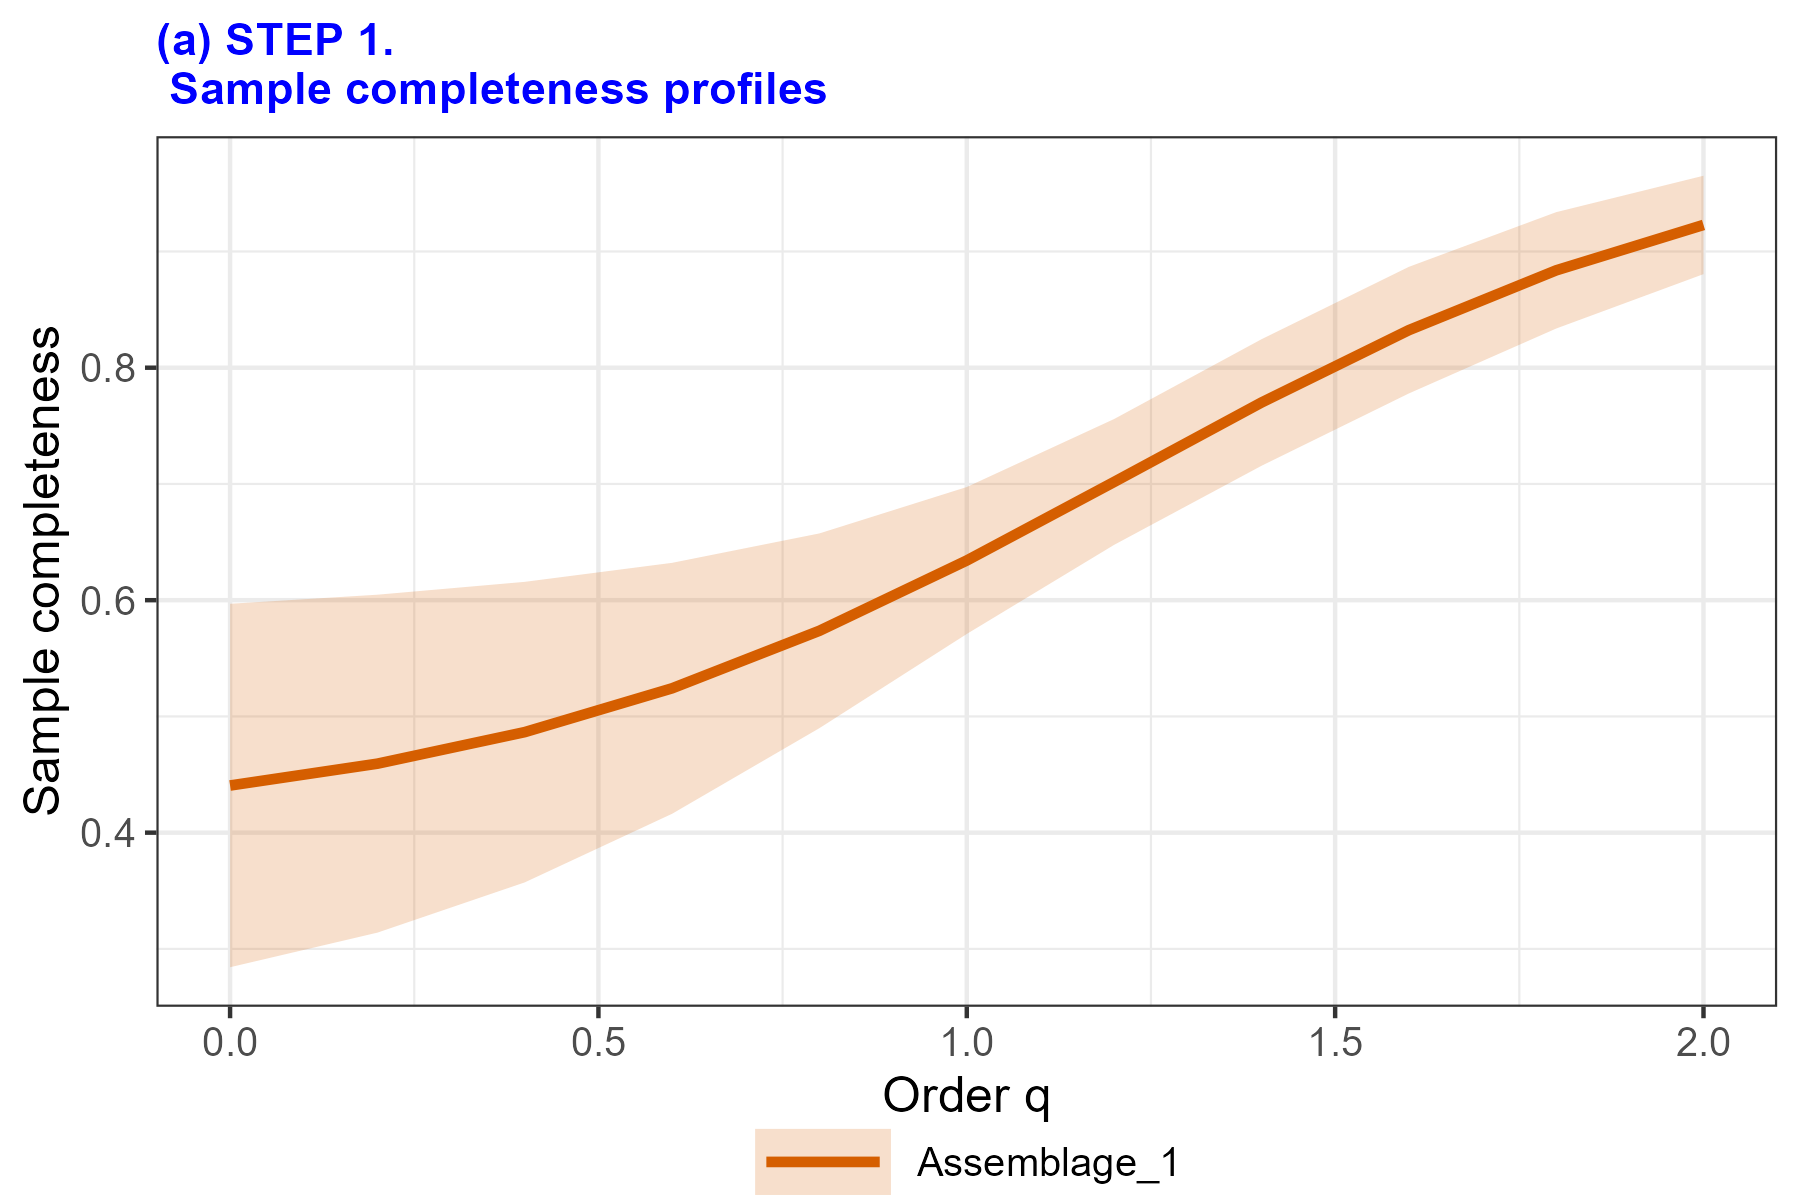 (a) STEP 1.
Sample completeness profiles
Sample completeness
0.8
0.6
0.4
0.0 0.5 1.0 1.5 2.0
Order q
Assemblage_1